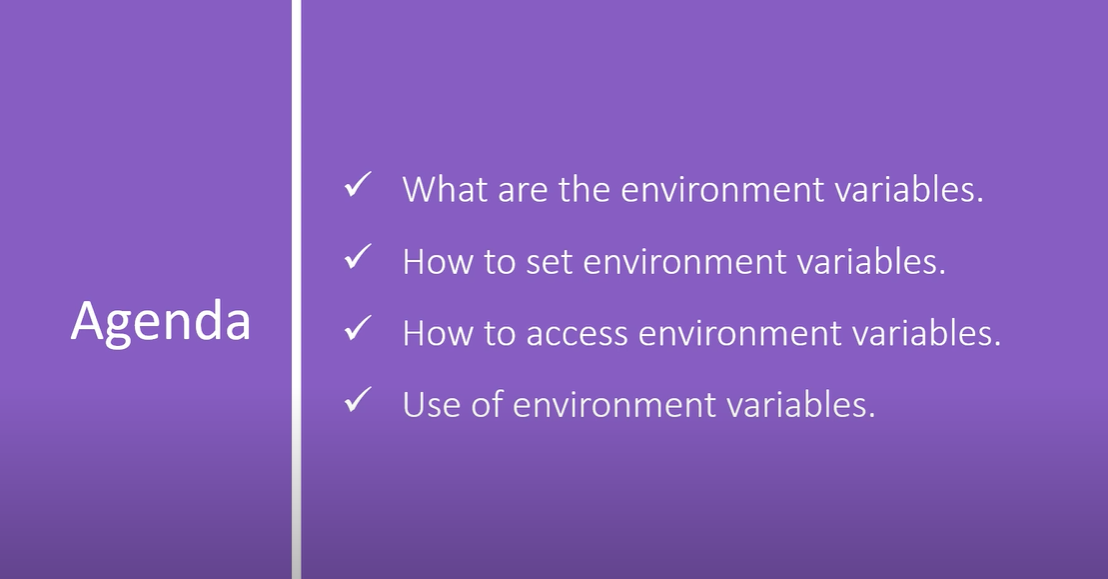 Agenda
✓ What are the environment variables.
✓ How to set environment variables.
✓ How to access environment variables.
✓ Use of environment variables.